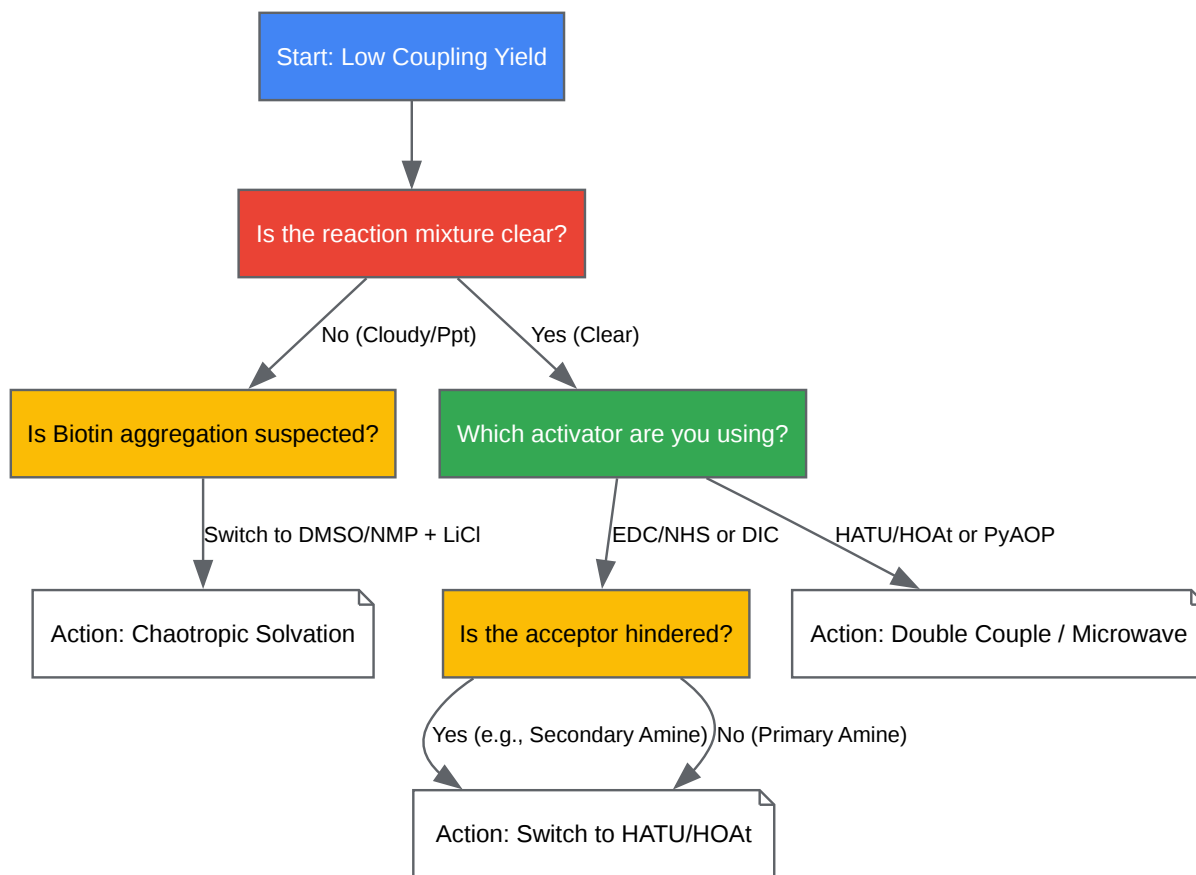 Start: Low Coupling Yield
Is the reaction mixture clear?
No (Cloudy/Ppt)
Yes (Clear)
Is Biotin aggregation suspected?
Which activator are you using?
Switch to DMSO/NMP + LiCl
EDC/NHS or DIC
HATU/HOAt or PyAOP
Action: Chaotropic Solvation
Is the acceptor hindered?
Action: Double Couple / Microwave
Yes (e.g., Secondary Amine)
No (Primary Amine)
Action: Switch to HATU/HOAt